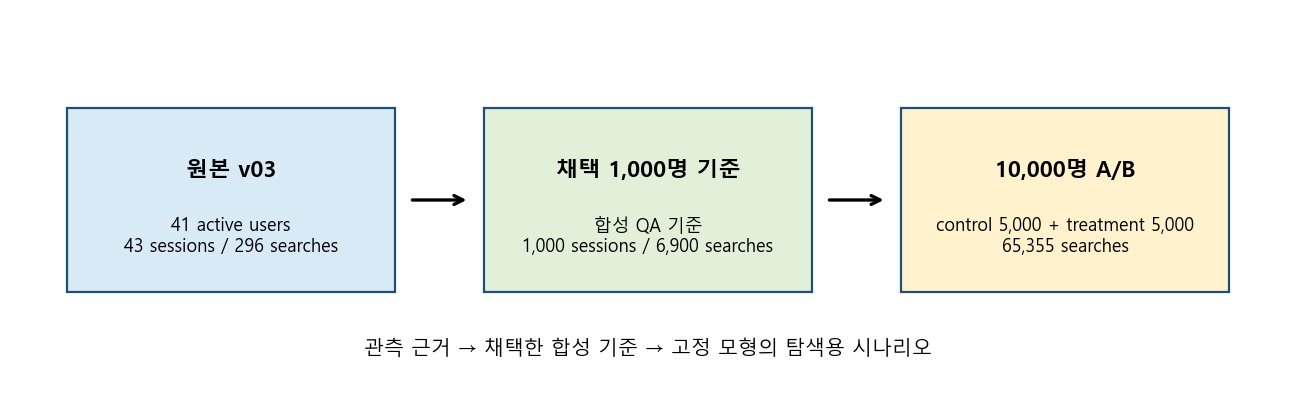 원본 v03
41 active users
43 sessions / 296 searches
채택 1,000명 기준
합성 QA 기준
1,000 sessions / 6,900 searches
10,000명 A/B
control 5,000 + treatment 5,000
65,355 searches
관측 근거 → 채택한 합성 기준 → 고정 모형의 탐색용 시나리오